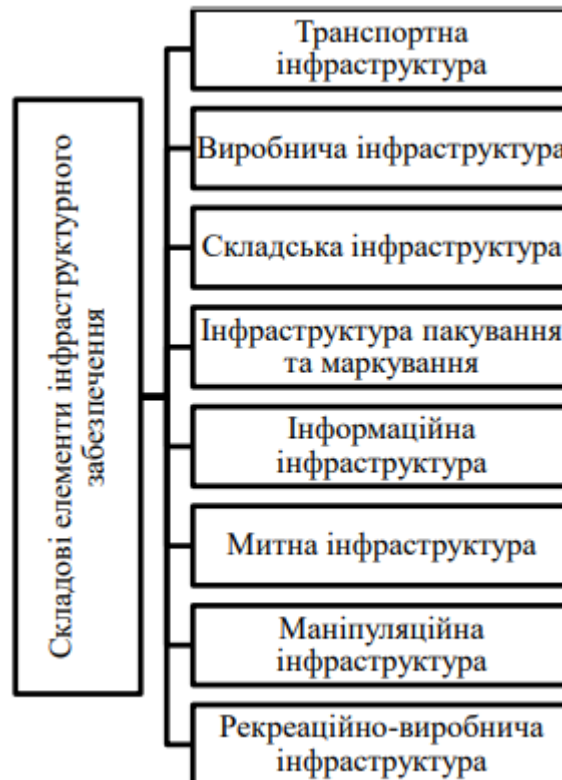 Складові елементи інфраструктурного
забезпечення
Транспортна
інфраструктура
Виробнича інфраструктура
Складська інфраструктура
Інфраструктура пакування
та маркування
Інформаційна
інфраструктура
Митна інфраструктура
Маніпуляційна
інфраструктура
Рекреаційно-виробнича
інфраструктура